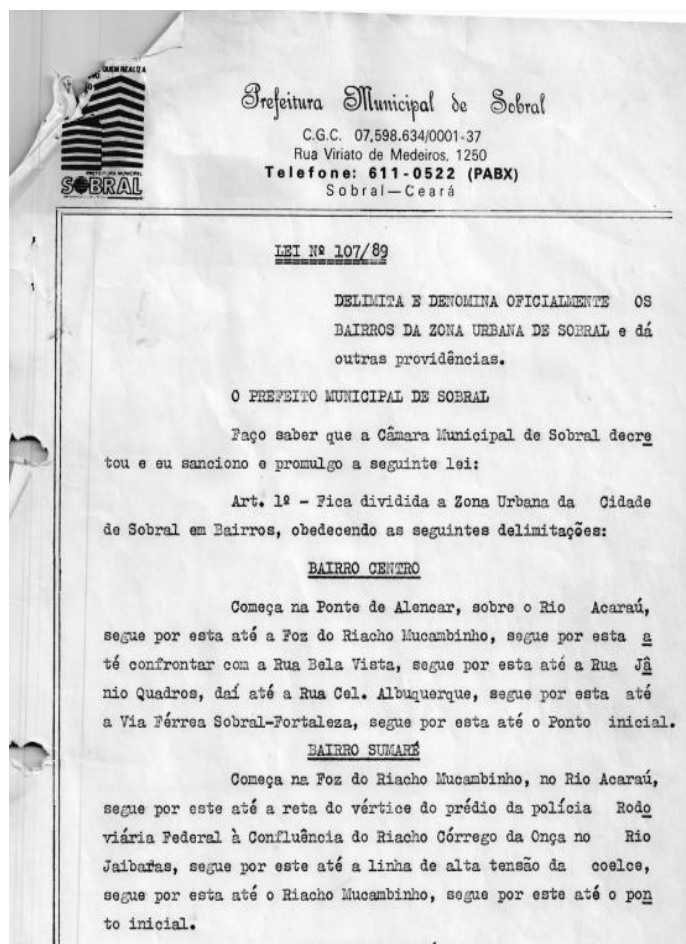 QUEM REALIZA
PREFEITURA MUNICIPAL
SOBRAL
Prefeitura Municipal de Sobral
C.G.C. 07.598.634/0001-37
Rua Viriato de Medeiros, 1250
Telefone: 611-0522 (PABX)
Sobral—Ceará
LEI Nº 107/89
DELIMITA E DENOMINA OFICIALMENTE OS
BAIRROS DA ZONA URBANA DE SOBRAL e dá
outras providências.
O PREFEITO MUNICIPAL DE SOBRAL
Faço saber que a Câmara Municipal de Sobral decre
tou e eu sanciono e promulgo a seguinte lei:
Art. 1º - Fica dividida a Zona Urbana da Cidade
de Sobral em Bairros, obedecendo as seguintes delimitações:
BAIRRO CENTRO
Começa na Ponte de Alencar, sobre o Rio Acaraú,
segue por esta até a Foz do Riacho Mucambinho, segue por esta a
té confrontar com a Rua Bela Vista, segue por esta até a Rua Jâ
nio Quadros, daí até a Rua Cel. Albuquerque, segue por esta até
a Via Férrea Sobral-Fortaleza, segue por esta até o Ponto inicial.
BAIRRO SUMARÉ
Começa na Foz do Riacho Mucambinho, no Rio Acaraú,
segue por este até a reta do vértice do prédio da polícia Rodo
viária Federal à Confluência do Riacho Córrego da Onça no Rio
Jaibaras, segue por este até a linha de alta tensão da coelce,
segue por esta até o Riacho Mucambinho, segue por este até o pon
to inicial.